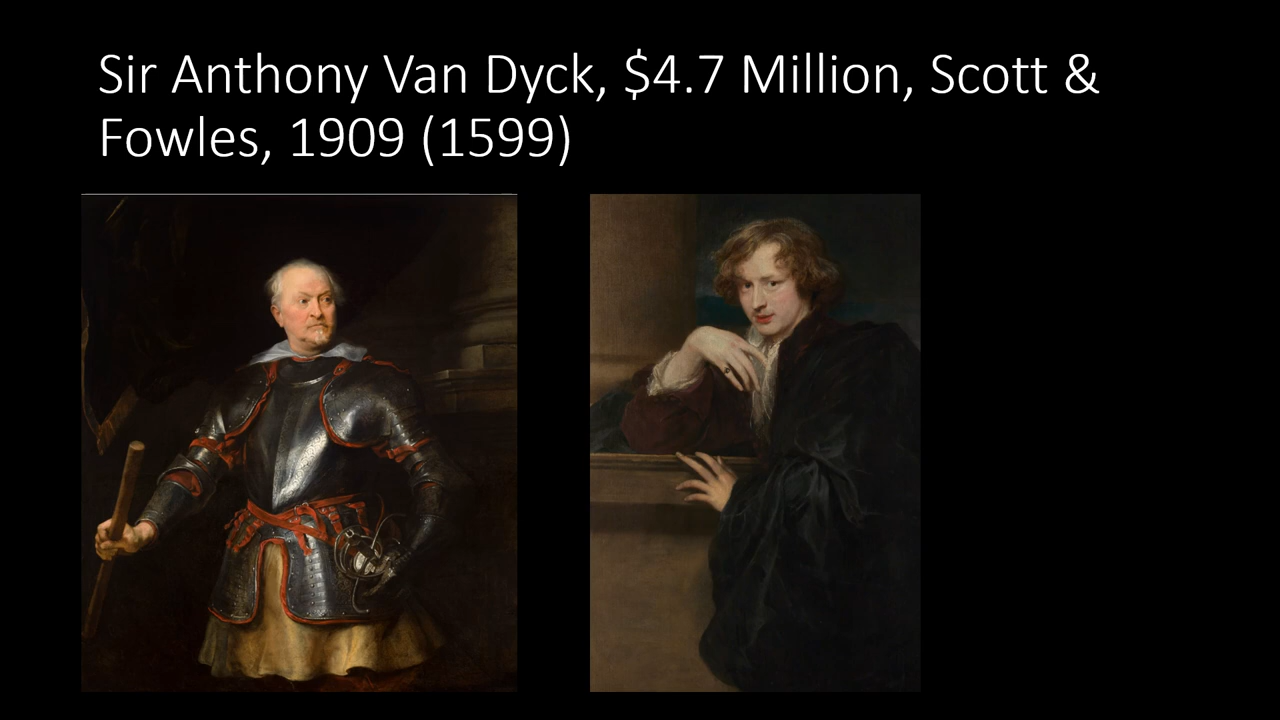 Sir Anthony Van Dyck, $4.7 Million, Scott &
Fowles, 1909 (1599)